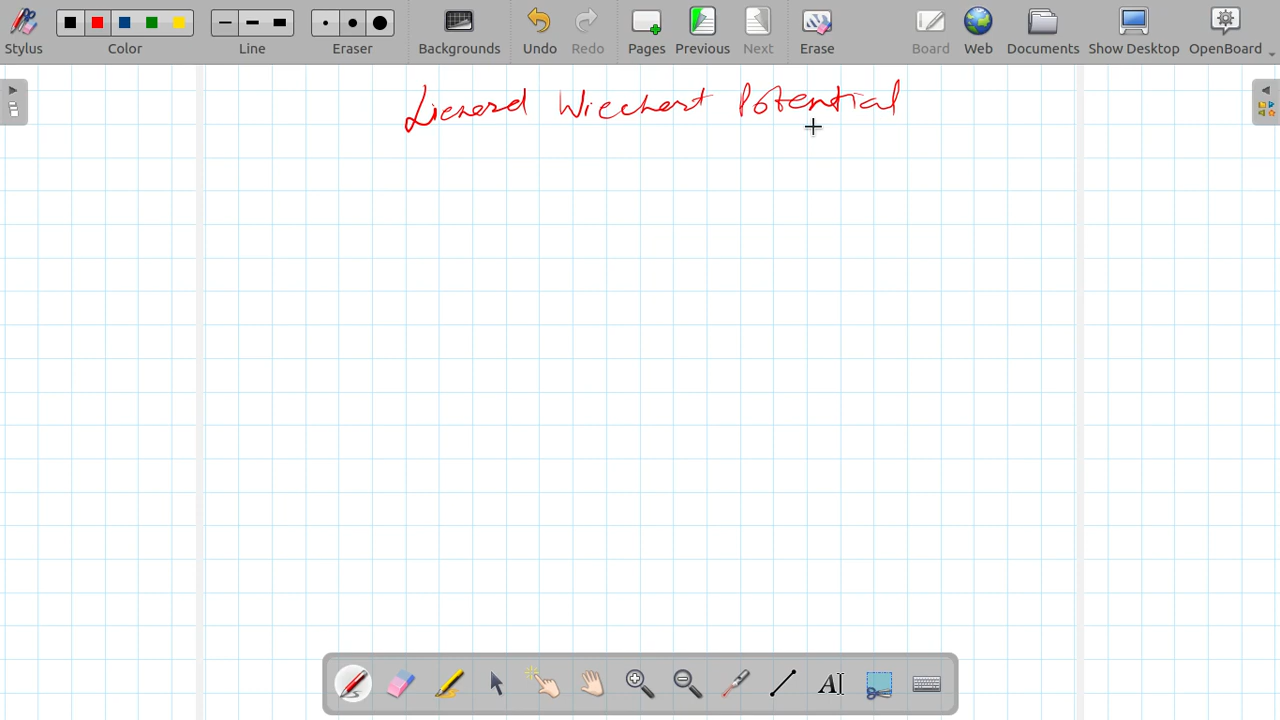 Stylus Color Line Eraser Backgrounds Undo Redo Pages Previous Next Erase Board Web Documents Show Desktop OpenBoard
Lienard Wiechert Potential